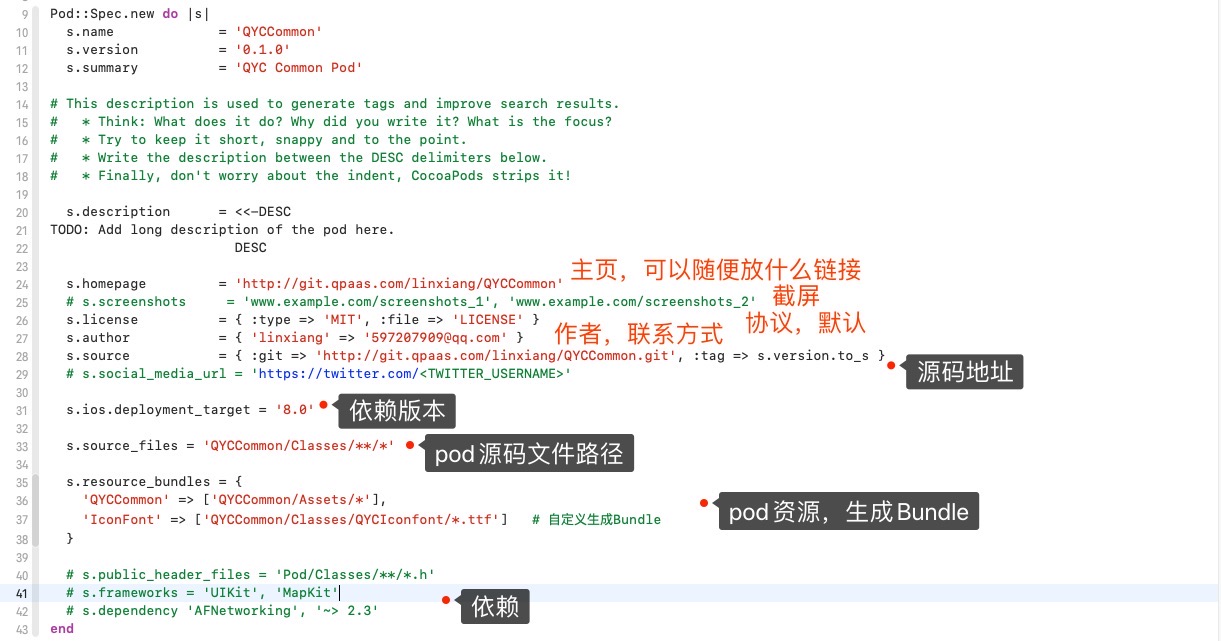 9 Pod::Spec.new do |s|
10 s.name = 'QYCCommon'
11 s.version = '0.1.0'
12 s.summary = 'QYC Common Pod'
13
14 # This description is used to generate tags and improve search results.
15 # * Think: What does it do? Why did you write it? What is the focus?
16 # * Try to keep it short, snappy and to the point.
17 # * Write the description between the DESC delimiters below.
18 # * Finally, don't worry about the indent, CocoaPods strips it!
19
20 s.description = <<-DESC
21 TODO: Add long description of the pod here.
22 DESC
23
24 s.homepage = 'http://git.qpaas.com/linxiang/QYCCommon' 主页，可以随便放什么链接
25 # s.screenshots = 'www.example.com/screenshots_1', 'www.example.com/screenshots_2' 截屏
26 s.license = { :type => 'MIT', :file => 'LICENSE' } 协议，默认
27 s.author = { 'linxiang' => '597207909@qq.com' } 作者，联系方式
28 s.source = { :git => 'http://git.qpaas.com/linxiang/QYCCommon.git', :tag => s.version.to_s } 源码地址
29 # s.social_media_url = 'https://twitter.com/<TWITTER_USERNAME>'
30
31 s.ios.deployment_target = '8.0' 依赖版本
32
33 s.source_files = 'QYCCommon/Classes/**/*' pod源码文件路径
34
35 s.resource_bundles = {
36 'QYCCommon' => ['QYCCommon/Assets/*'], pod资源，生成Bundle
37 'IconFont' => ['QYCCommon/Classes/QYCIconfont/*.ttf'] # 自定义生成Bundle
38 }
39
40 # s.public_header_files = 'Pod/Classes/**/*.h'
41 # s.frameworks = 'UIKit', 'MapKit' 依赖
42 # s.dependency 'AFNetworking', '~> 2.3'
43 end